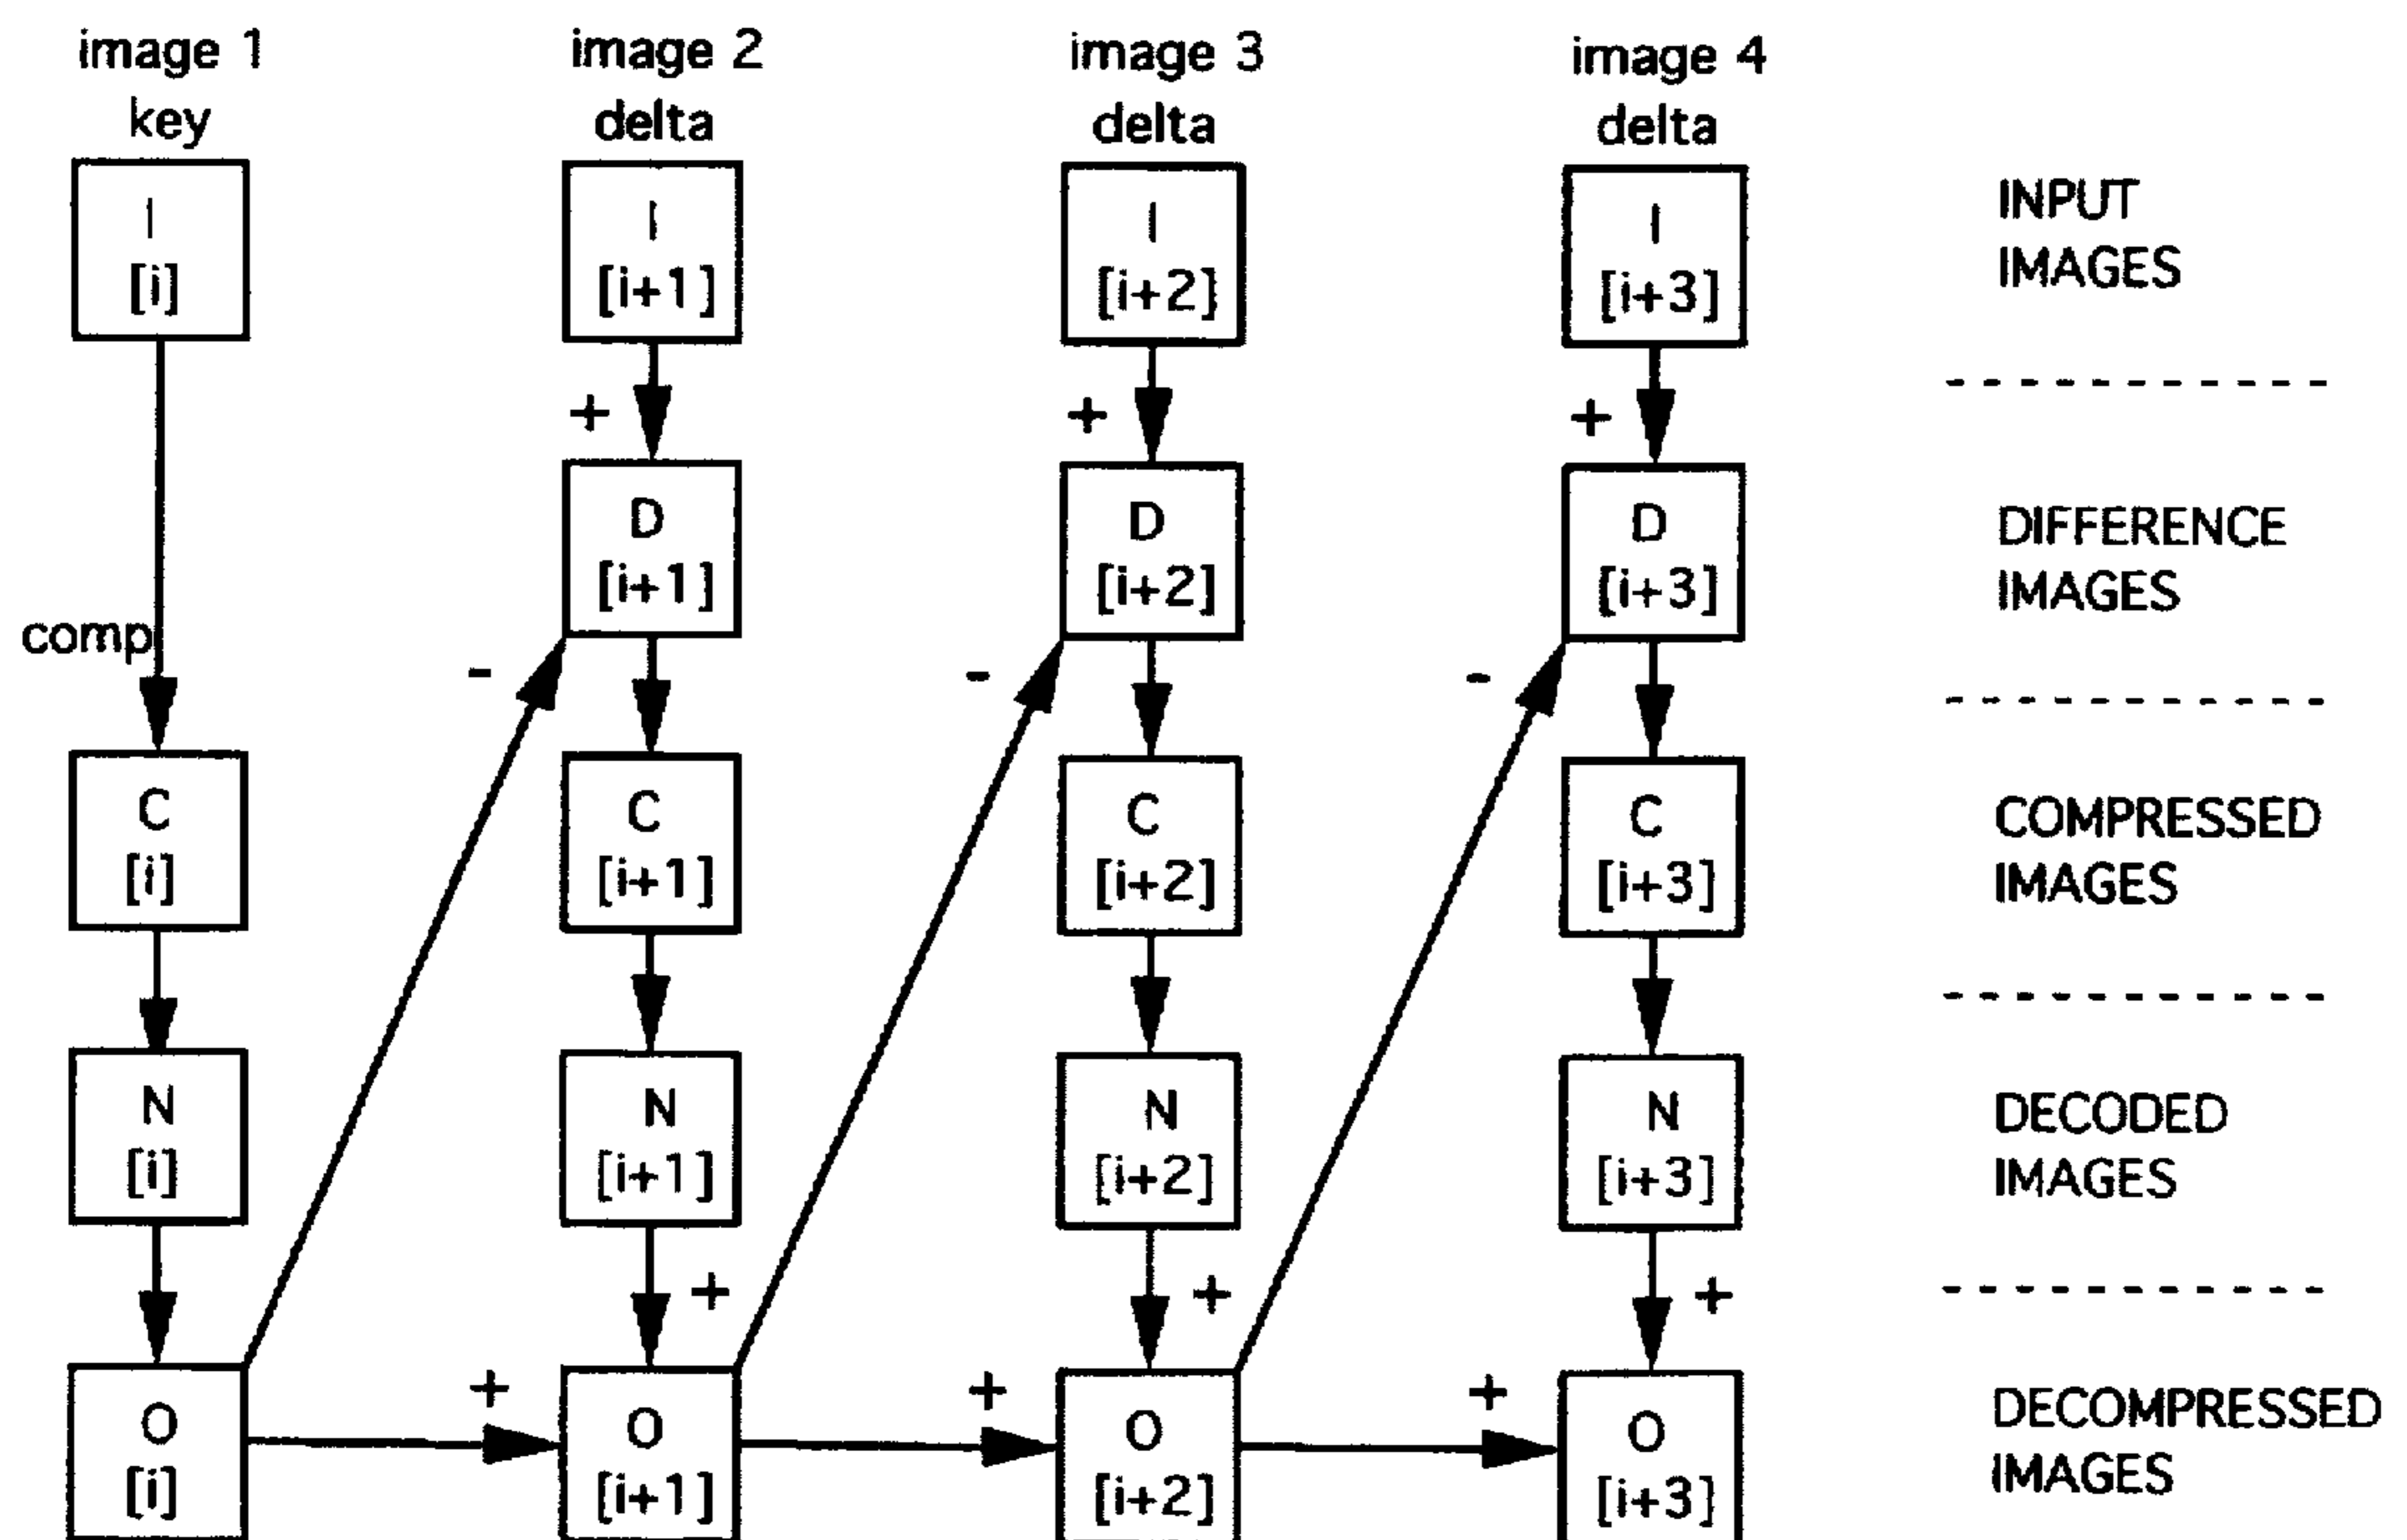 image 1
key
image 2
delta
image 3
delta
image 4
delta
I
[i]
I
[i+1]
I
[i+2]
I
[i+3]
INPUT
IMAGES
+
+
+
- - - - - - - - - - -
D
[i+1]
D
[i+2]
D
[i+3]
DIFFERENCE
IMAGES
comp
-
-
-
- - - - - - - - - - -
C
[i]
C
[i+1]
C
[i+2]
C
[i+3]
COMPRESSED
IMAGES
- - - - - - - - - - -
N
[i]
N
[i+1]
N
[i+2]
N
[i+3]
DECODED
IMAGES
+
+
+
- - - - - - - - - - -
+
+
+
O
[i]
O
[i+1]
O
[i+2]
O
[i+3]
DECOMPRESSED
IMAGES